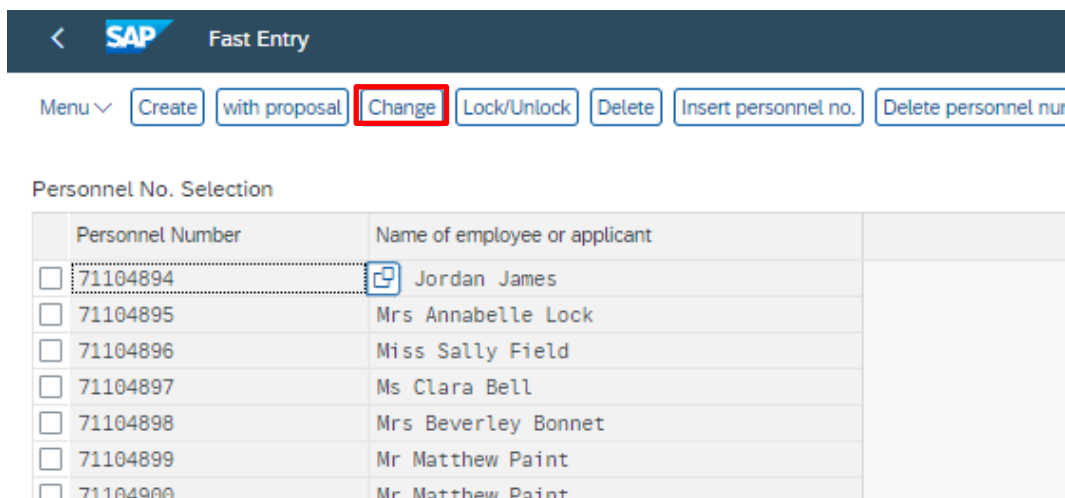 SAP Fast Entry
Menu Create with proposal Change Lock/Unlock Delete Insert personnel no. Delete personnel nur
Personnel No. Selection
Personnel Number Name of employee or applicant
71104894 Jordan James
71104895 Mrs Annabelle Lock
71104896 Miss Sally Field
71104897 Ms Clara Bell
71104898 Mrs Beverley Bonnet
71104899 Mr Matthew Paint
71104900 Mr Matthew Paint